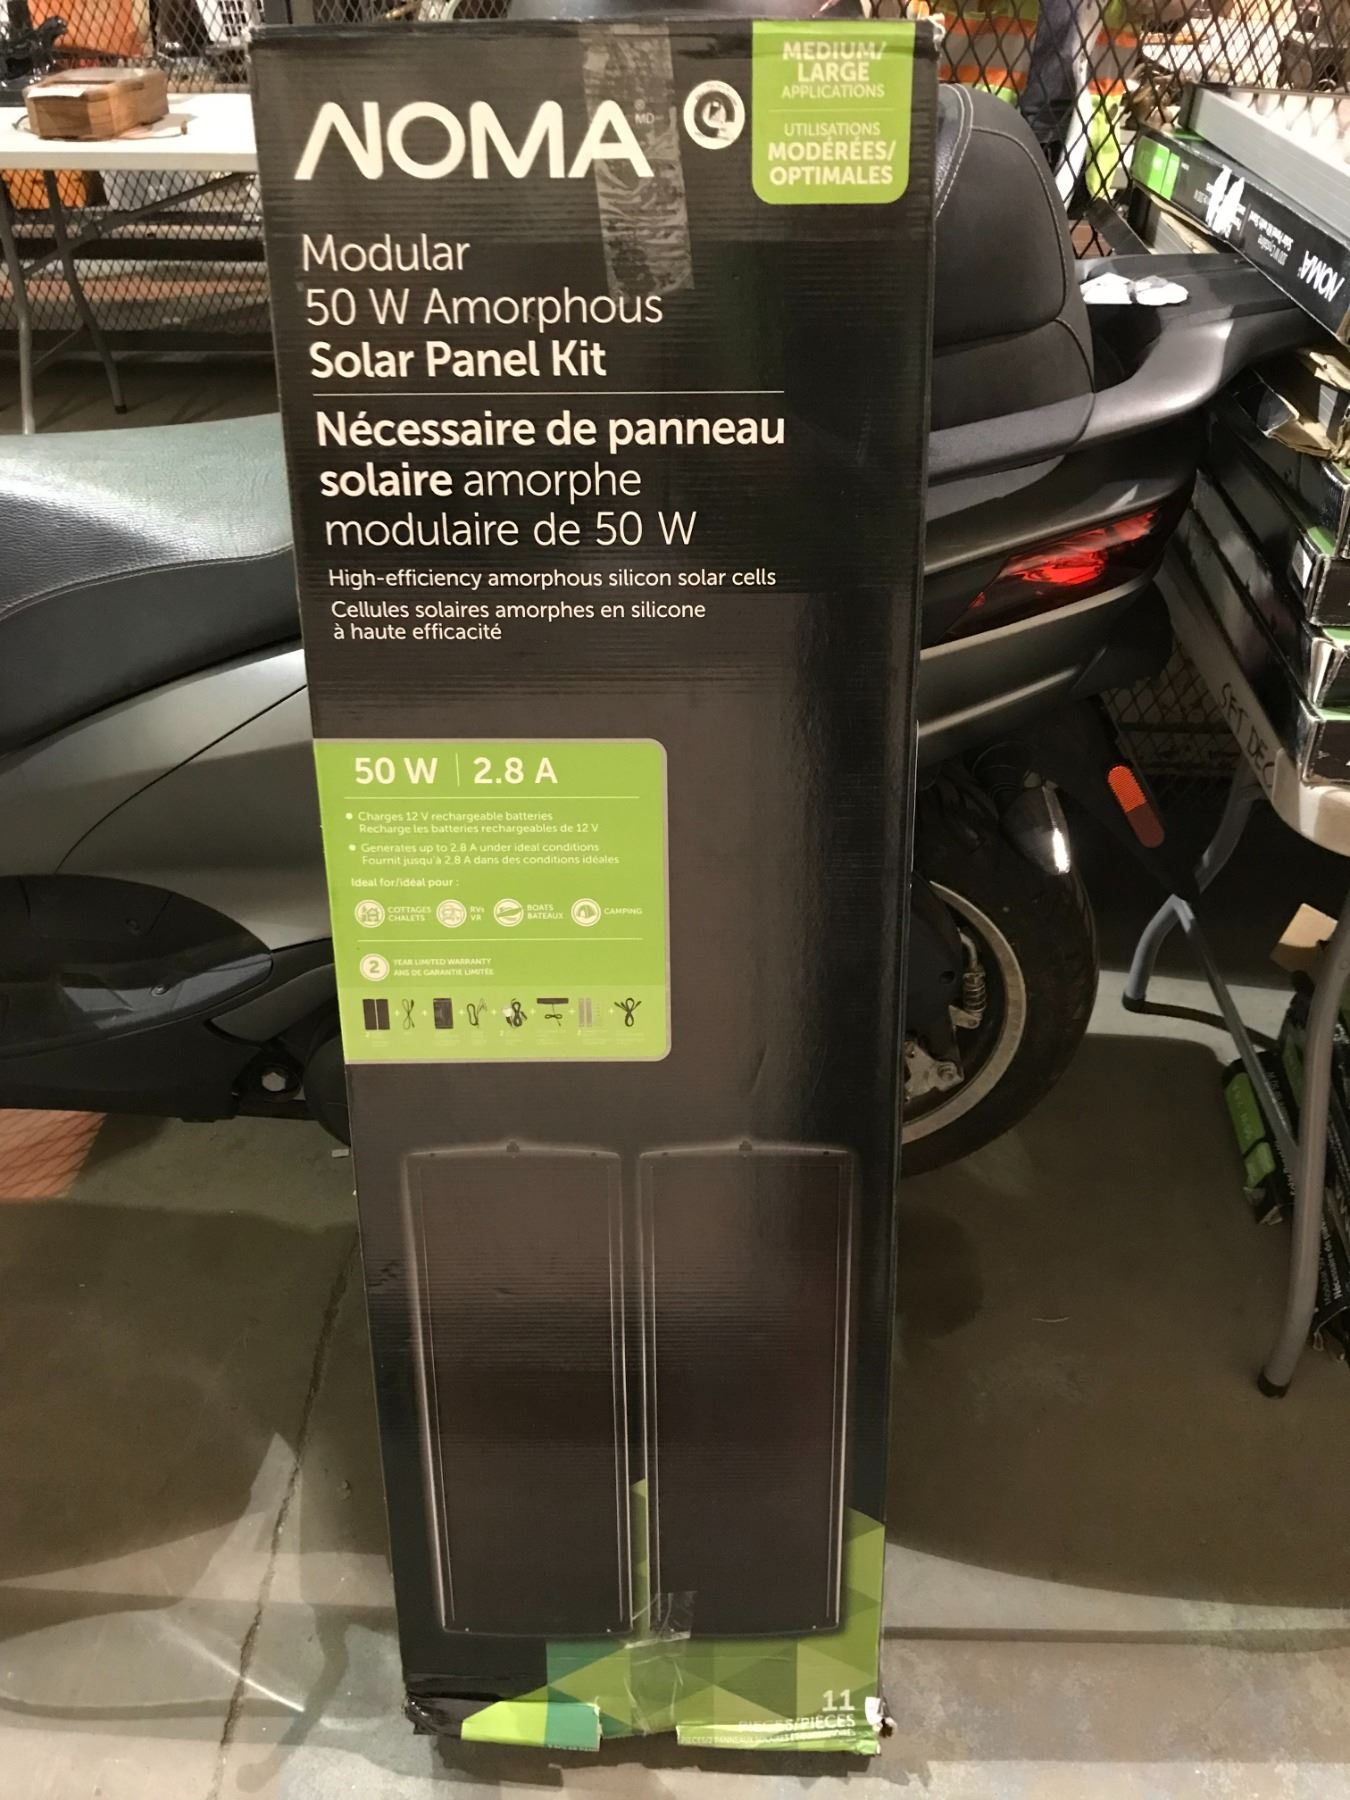 NOMA
MD
MEDIUM/
LARGE
APPLICATIONS
UTILISATIONS
MODÉRÉES/
OPTIMALES
Modular
50 W Amorphous
Solar Panel Kit
Nécessaire de panneau
solaire amorphe
modulaire de 50 W
High-efficiency amorphous silicon solar cells
Cellules solaires amorphes en silicone
à haute efficacité
50 W | 2.8 A
• Charges 12 V rechargeable batteries
Recharge les batteries rechargeables de 12 V
• Generates up to 2.8 A under ideal conditions
Fournit jusqu'à 2,8 A dans des conditions idéales
Ideal for/idéal pour :
COTTAGES
CHALETS
RVs
VR
BOATS
BATEAUX
CAMPING
2
YEAR LIMITED WARRANTY
ANS DE GARANTIE LIMITÉE
11
PIECES/PIÈCES
NOMA